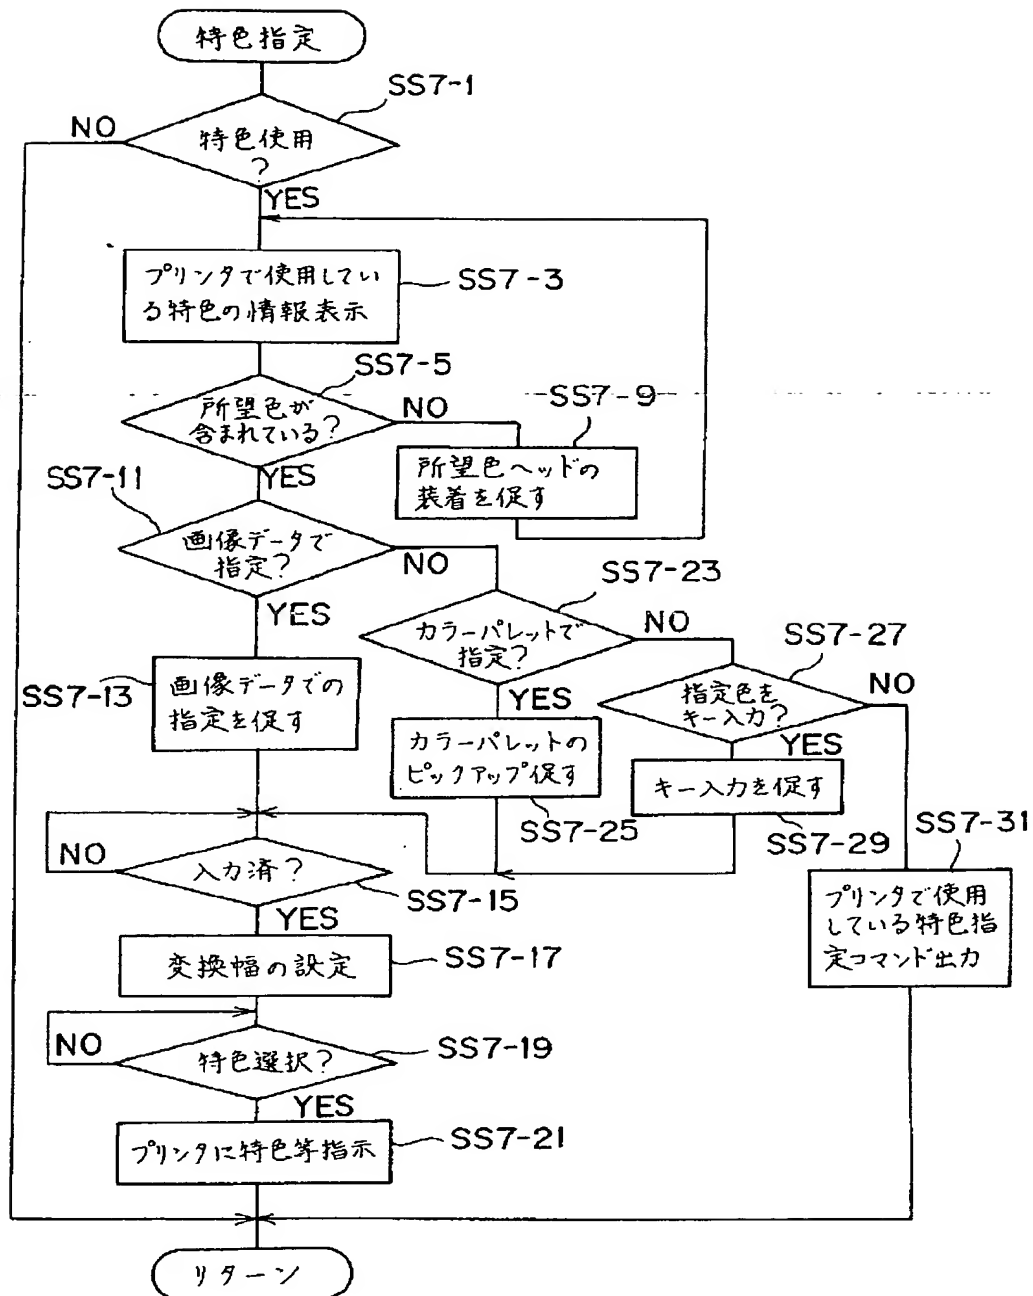 特色指定
SS7-1
NO
特色使用
?
YES
プリンタで使用してい
る特色の情報表示
SS7-3
SS7-5
所望色が
含まれている?
NO
SS7-9
所望色ヘッドの
装着を促す
YES
SS7-11
画像データで
指定?
NO
YES
SS7-23
カラーパレットで
指定?
NO
SS7-27
指定色を
キー入力?
NO
SS7-13
画像データでの
指定を促す
YES
カラーパレットの
ピックアップ促す
SS7-25
YES
キー入力を促す
SS7-29
SS7-31
プリンタで使用
している特色指
定コマンド出力
NO
入力済?
SS7-15
YES
変換幅の設定
SS7-17
NO
特色選択?
SS7-19
YES
プリンタに特色等指示
SS7-21
リターン